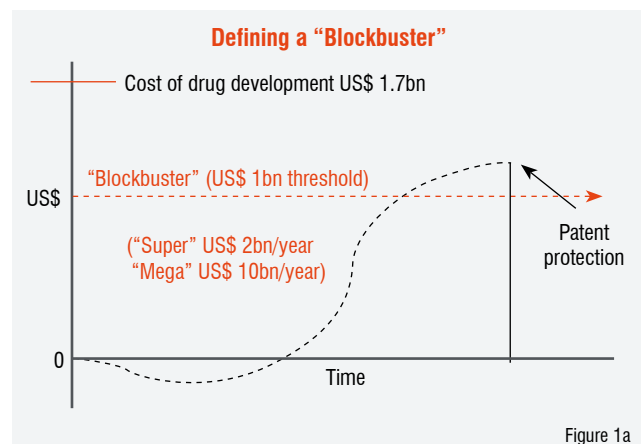 Defining a “Blockbuster”
Cost of drug development US$ 1.7bn
“Blockbuster” (US$ 1bn threshold)
US$
(“Super” US$ 2bn/year
“Mega” US$ 10bn/year)
Patent
protection
0
Time
Figure 1a